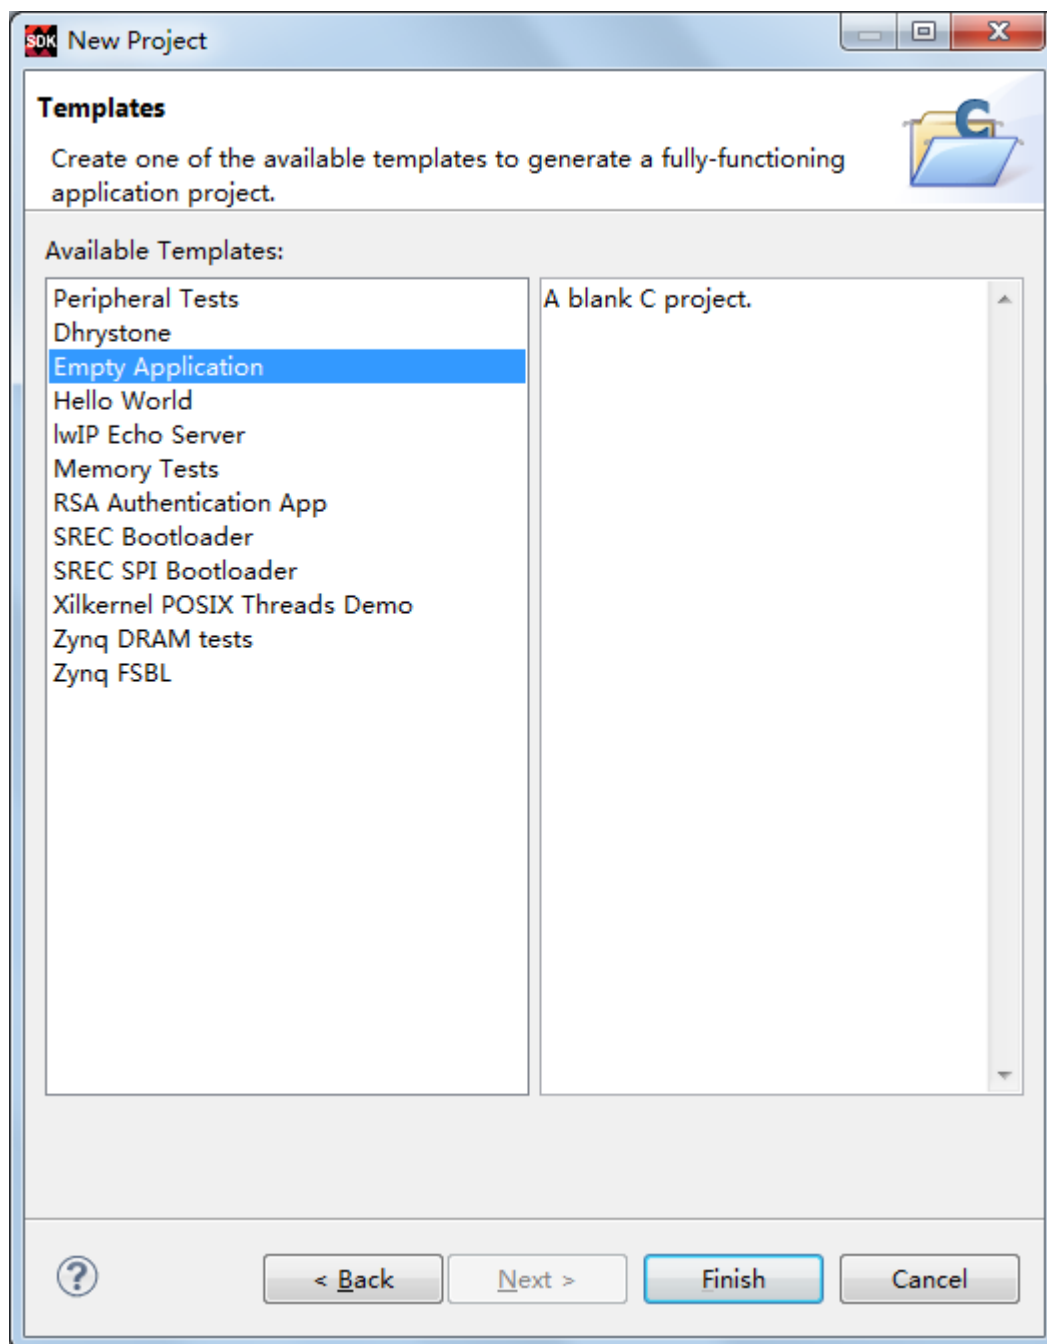 SDK New Project
Templates
Create one of the available templates to generate a fully-functioning
application project.
C
Available Templates:
Peripheral Tests
Dhrystone
Empty Application
Hello World
lwIP Echo Server
Memory Tests
RSA Authentication App
SREC Bootloader
SREC SPI Bootloader
Xilkernel POSIX Threads Demo
Zynq DRAM tests
Zynq FSBL
A blank C project.
?
< Back
Next >
Finish
Cancel